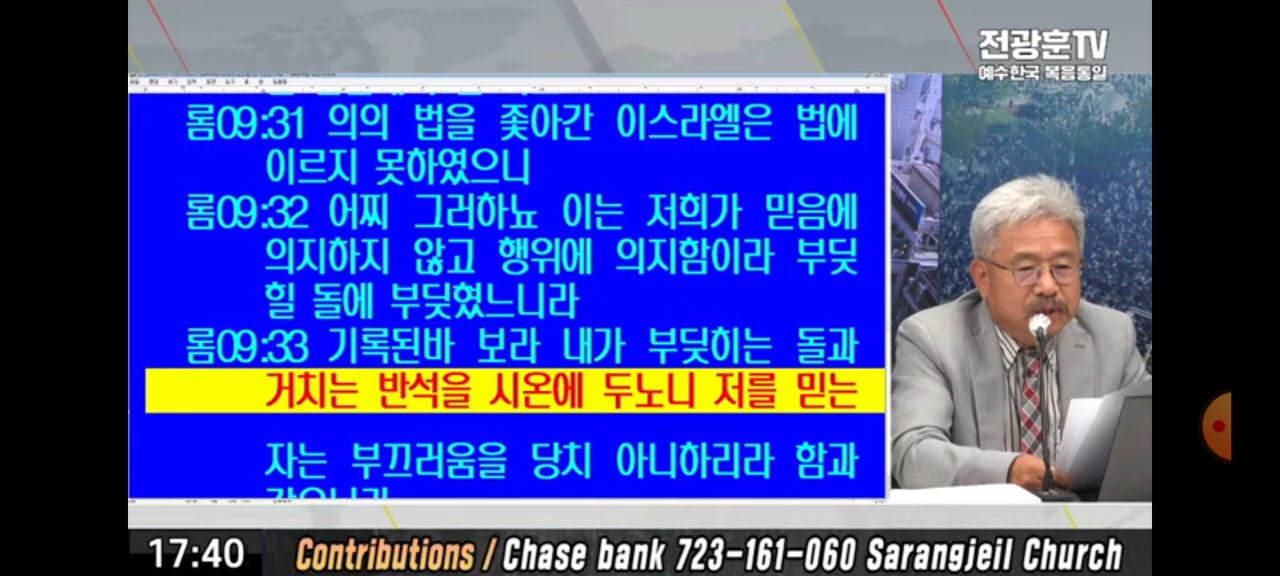 전광훈TV
예수한국 복음통일
롬09:31 의의 법을 좇아간 이스라엘은 법에
이르지 못하였으니
롬09:32 어찌 그러하뇨 이는 저희가 믿음에
의지하지 않고 행위에 의지함이라 부딪
힐 돌에 부딪혔느니라
롬09:33 기록된바 보라 내가 부딪히는 돌과
거치는 반석을 시온에 두노니 저를 믿는
자는 부끄러움을 당치 아니하리라 함과
17:40 Contributions / Chase bank 723-161-060 Sarangjeil Church